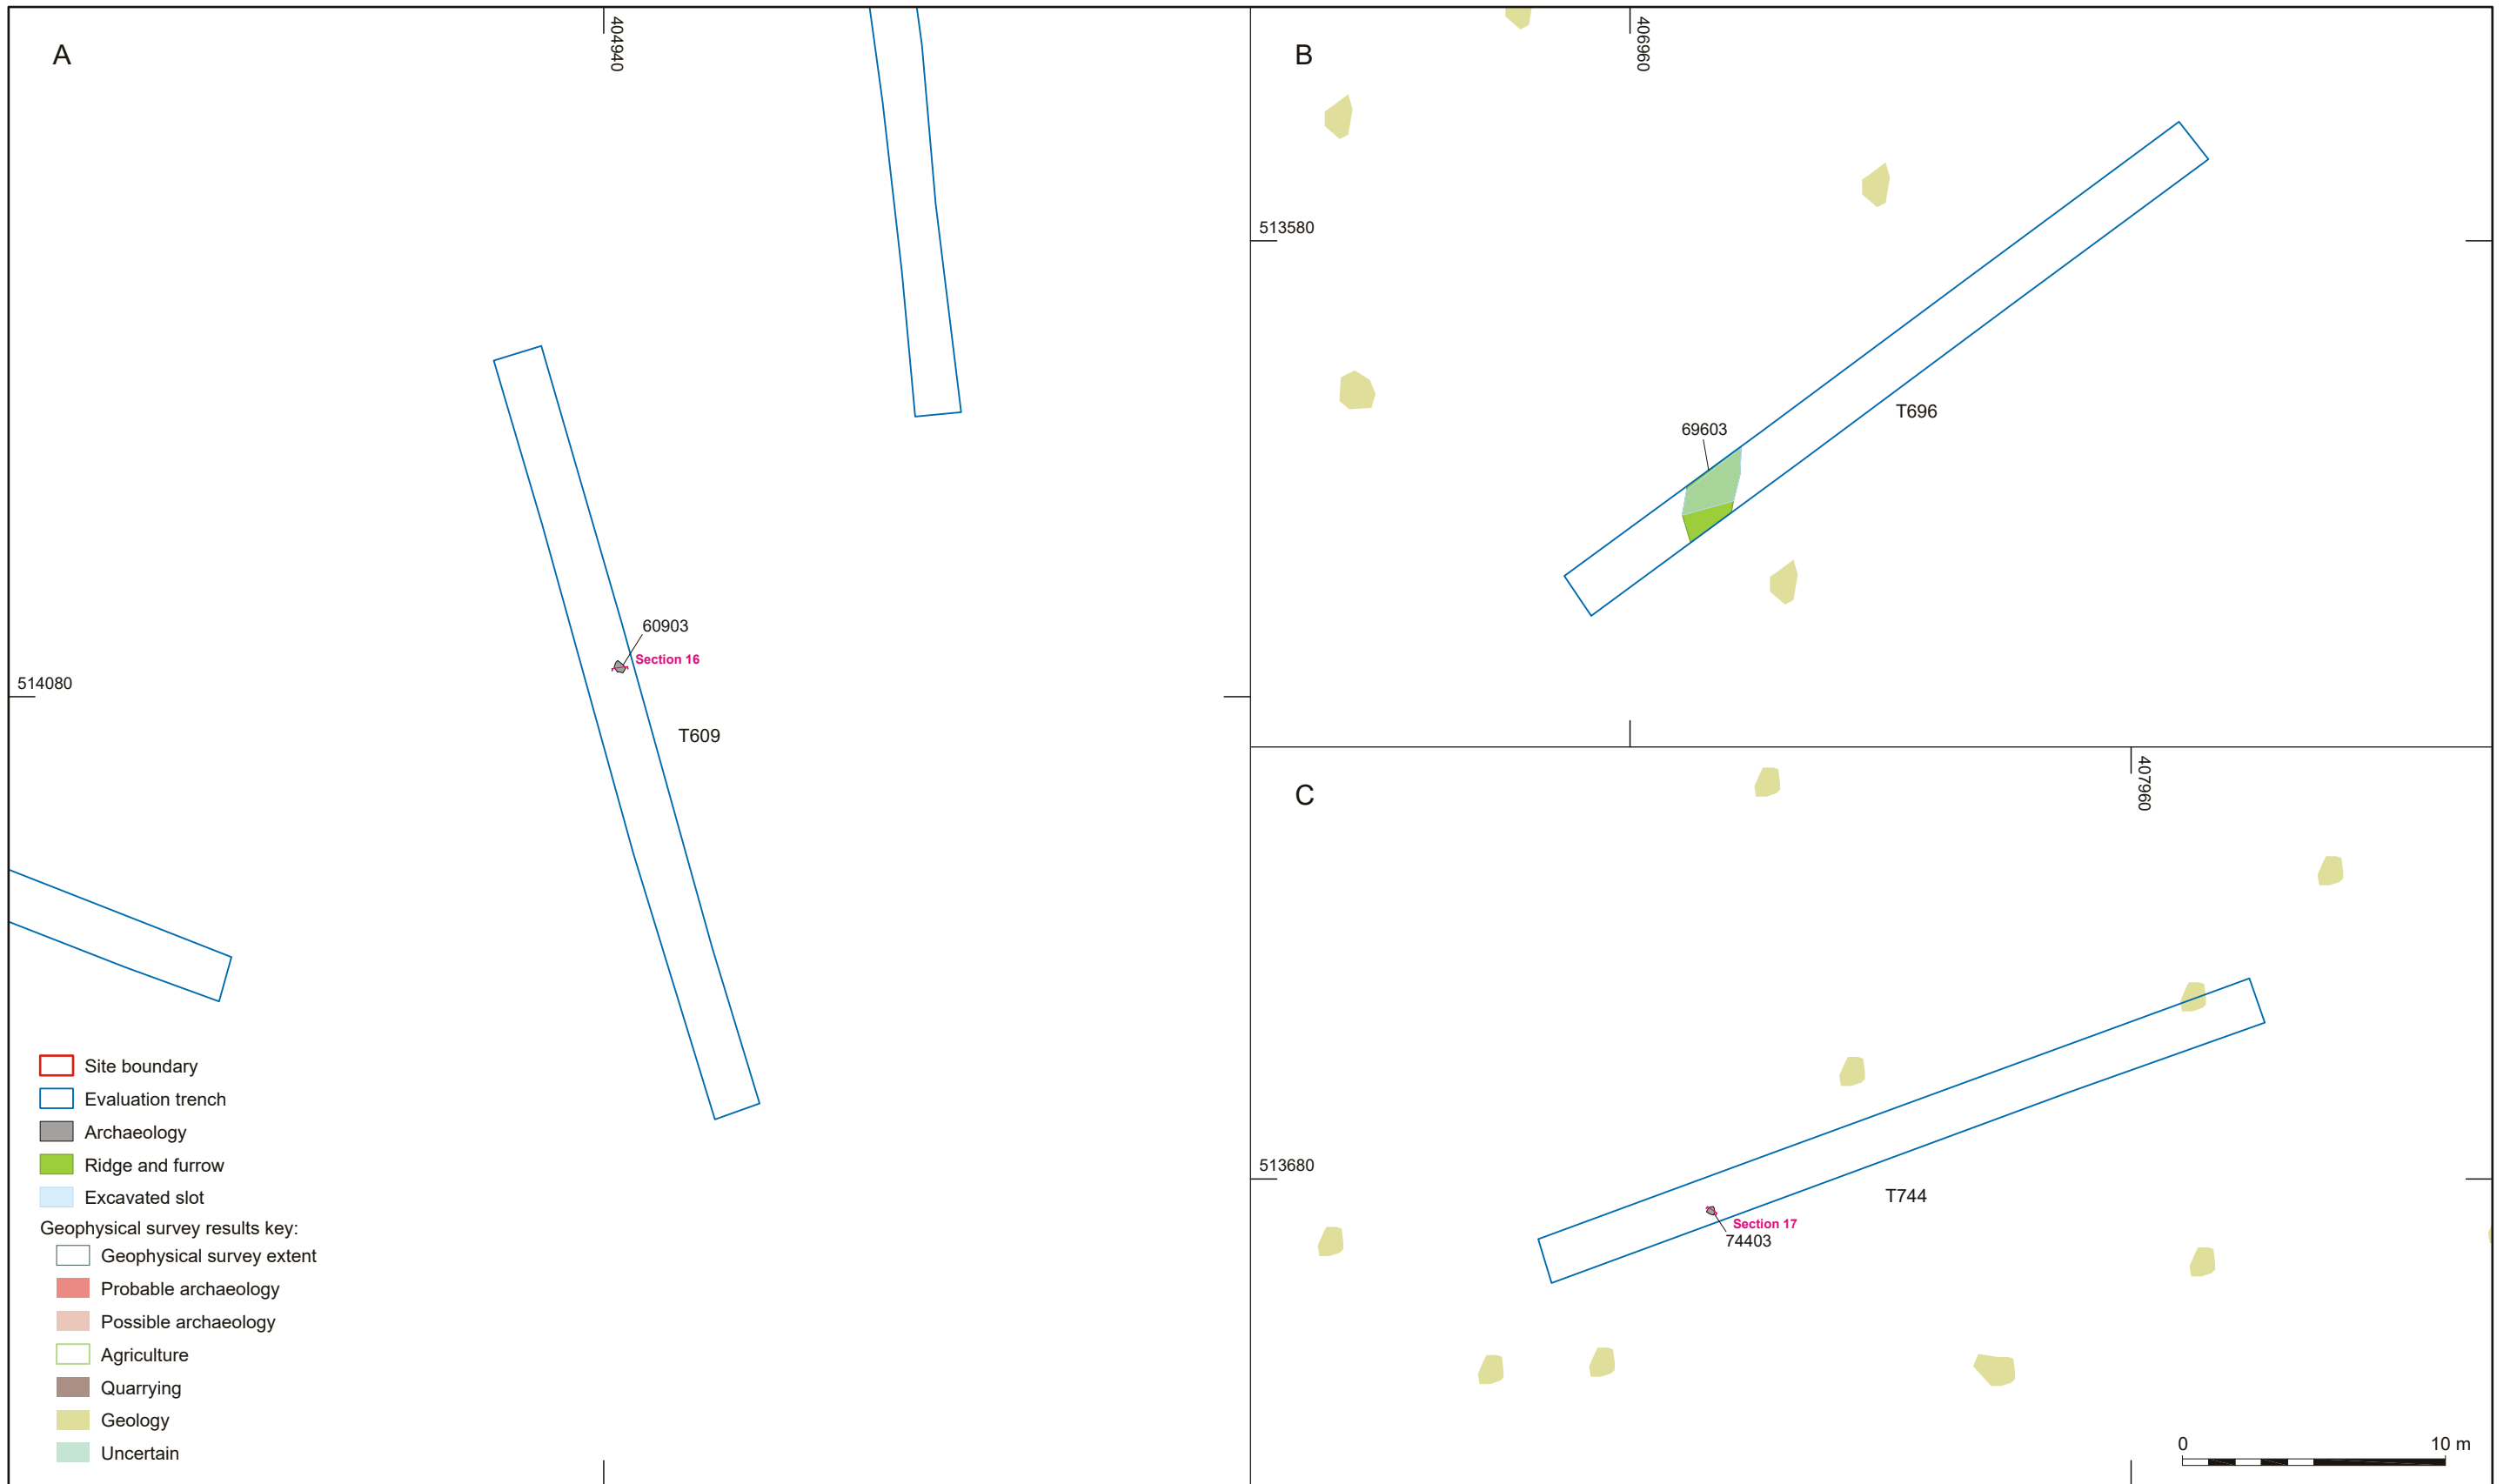 A
404940
60903
Section 16
514080
T609
Site boundary
Evaluation trench
Archaeology
Ridge and furrow
Excavated slot
Geophysical survey results key:
Geophysical survey extent
Probable archaeology
Possible archaeology
Agriculture
Quarrying
Geology
Uncertain
B
406960
513580
T696
69603
C
407960
513680
T744
Section 17
74403
0 10 m